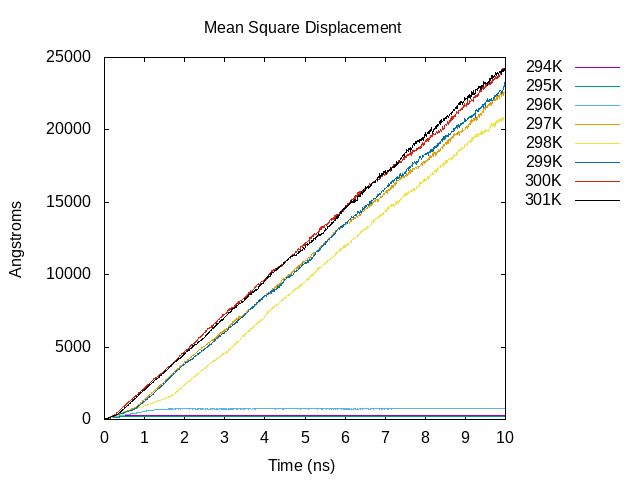 Mean Square Displacement
25000
20000
15000
10000
5000
0
Angstroms
0 1 2 3 4 5 6 7 8 9 10
Time (ns)
294K
295K
296K
297K
298K
299K
300K
301K